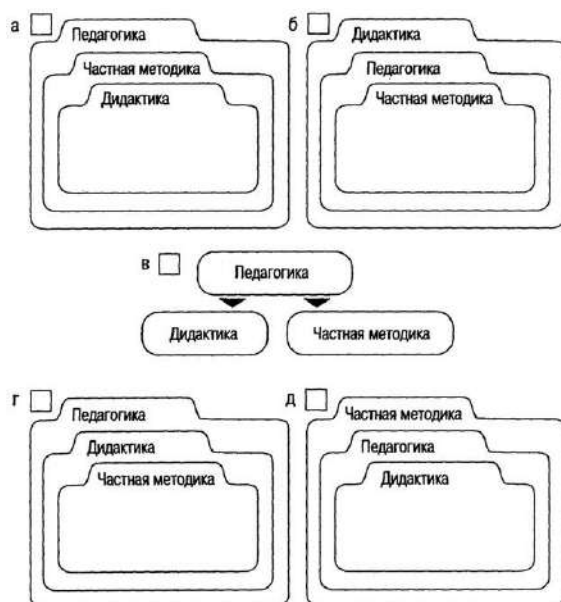 а
Педагогика
Частная методика
Дидактика
б
Дидактика
Педагогика
Частная методика
в
Педагогика
Дидактика
Частная методика
г
Педагогика
Дидактика
Частная методика
д
Частная методика
Педагогика
Дидактика